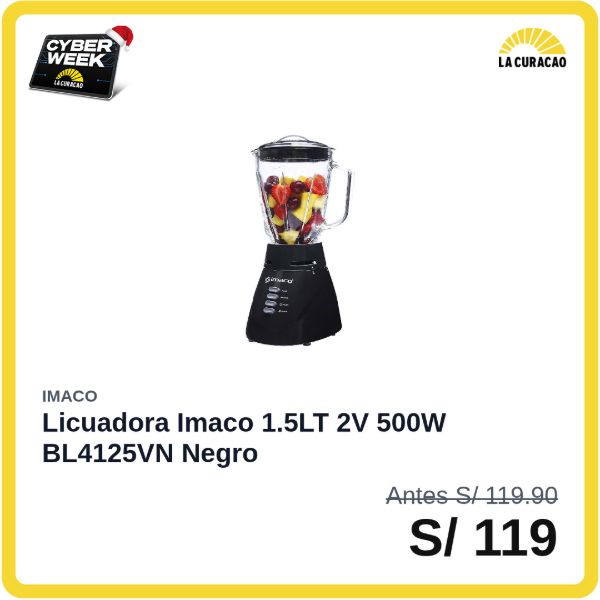 CYBER
WEEK
LA CURACAO
LA CURACAO
imaco
IMACO
Licuadora Imaco 1.5LT 2V 500W
BL4125VN Negro
Antes S/ 119.90
S/ 119